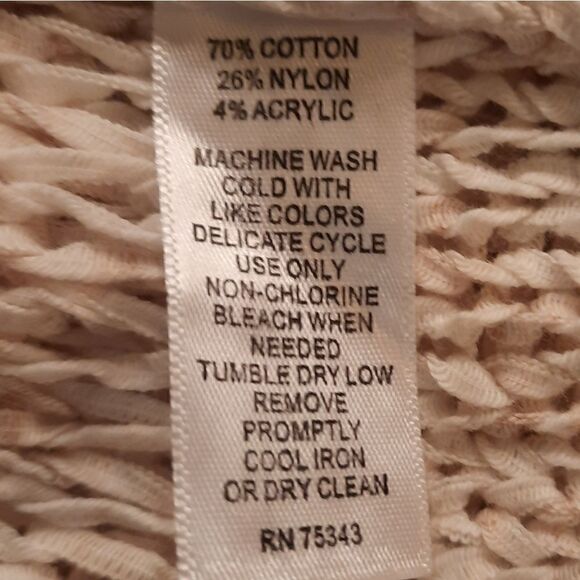 70% COTTON
26% NYLON
4% ACRYLIC
MACHINE WASH
COLD WITH
LIKE COLORS
DELICATE CYCLE
USE ONLY
NON-CHLORINE
BLEACH WHEN
NEEDED
TUMBLE DRY LOW
REMOVE
PROMPTLY
COOL IRON
OR DRY CLEAN
RN 75343